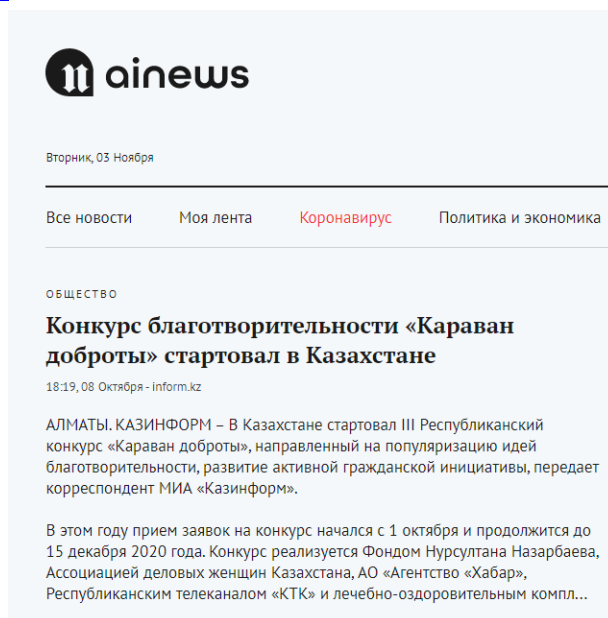 ainews
Вторник, 03 Ноября
Все новости Моя лента Коронавирус Политика и экономика
ОБЩЕСТВО
Конкурс благотворительности «Караван
доброты» стартовал в Казахстане
18:19, 08 Октября - inform.kz
АЛМАТЫ. КАЗИНФОРМ – В Казахстане стартовал III Республиканский
конкурс «Караван доброты», направленный на популяризацию идей
благотворительности, развитие активной гражданской инициативы, передает
корреспондент МИА «Казинформ».
В этом году прием заявок на конкурс начался с 1 октября и продолжится до
15 декабря 2020 года. Конкурс реализуется Фондом Нурсултана Назарбаева,
Ассоциацией деловых женщин Казахстана, АО «Агентство «Хабар»,
Республиканским телеканалом «КТК» и лечебно-оздоровительным компл...